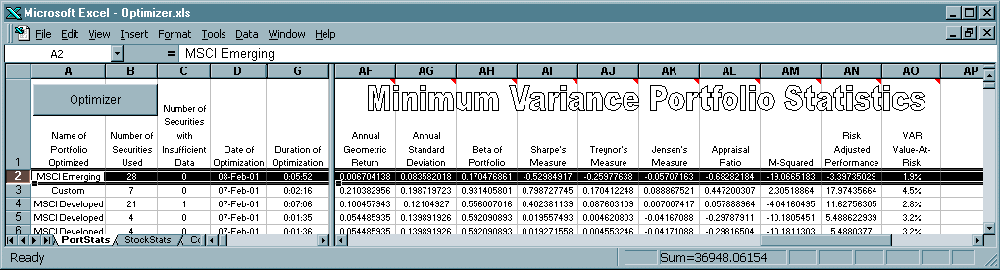 Microsoft Excel - Optimizer.xls
File Edit View Insert Format Tools Data Window Help
A2 = MSCI Emerging
A B C D G AF AG AH AI AJ AK AL AM AN AO AP
Optimizer Minimum Variance Portfolio Statistics
Number of
Securities
Name of Number of with Annual Annual Risk VAR
Portfolio Securities Insufficient Date of Duration of Geometric Standard Beta of Sharpe's Treynor's Jensen's Appraisal Adjusted Value-At-
1 Optimized Used Data Optimization Optimization Return Deviation Portfolio Measure Measure Measure Ratio M-Squared Performance Risk
2 MSCI Emerging 28 0 08-Feb-01 0:05:52 0.006704138 0.083582018 0.170476861 -0.52984917 -0.25977638 -0.05707163 -0.68282184 -19.0665183 -3.39735029 1.9%
3 Custom 7 0 07-Feb-01 0:02:16 0.210382956 0.198719723 0.931405801 0.798727745 0.170412248 0.088867521 0.447200307 2.30518864 17.97435664 4.5%
4 MSCI Developed 21 1 07-Feb-01 0:07:06 0.100457943 0.12104927 0.556007016 0.402381139 0.087603109 0.007007417 0.057888964 -4.04160495 11.62756305 2.8%
5 MSCI Developed 4 0 07-Feb-01 0:01:35 0.054485935 0.139891926 0.592090893 0.019557493 0.004620803 -0.04171088 -0.29787911 -10.1805451 5.488622939 3.2%
6 MSCI Developed 4 0 07-Feb-01 0:01:36 0.054485935 0.139891926 0.592090893 0.019271558 0.004553246 -0.04171088 -0.29816504 -10.1811303 5.4880377 3.2%
PortStats StockStats
Ready Sum=36948.06154